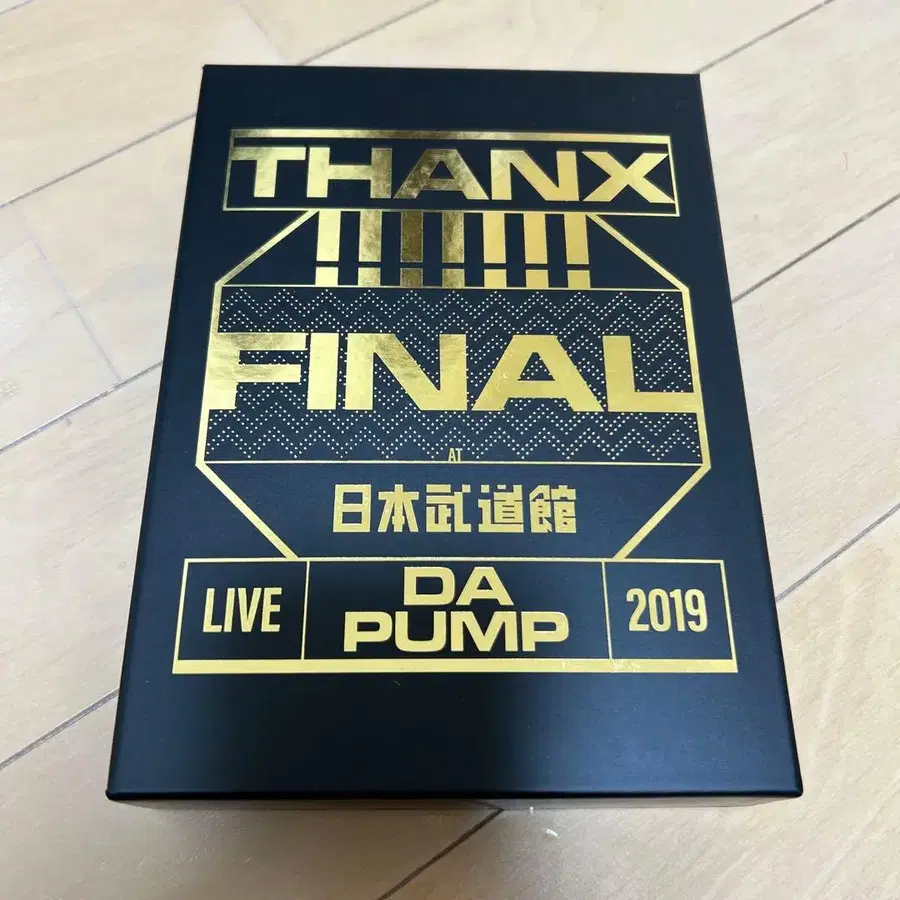 THANX
!!!!!!!
FINAL
AT
日本武道館
LIVE
DA
PUMP
2019